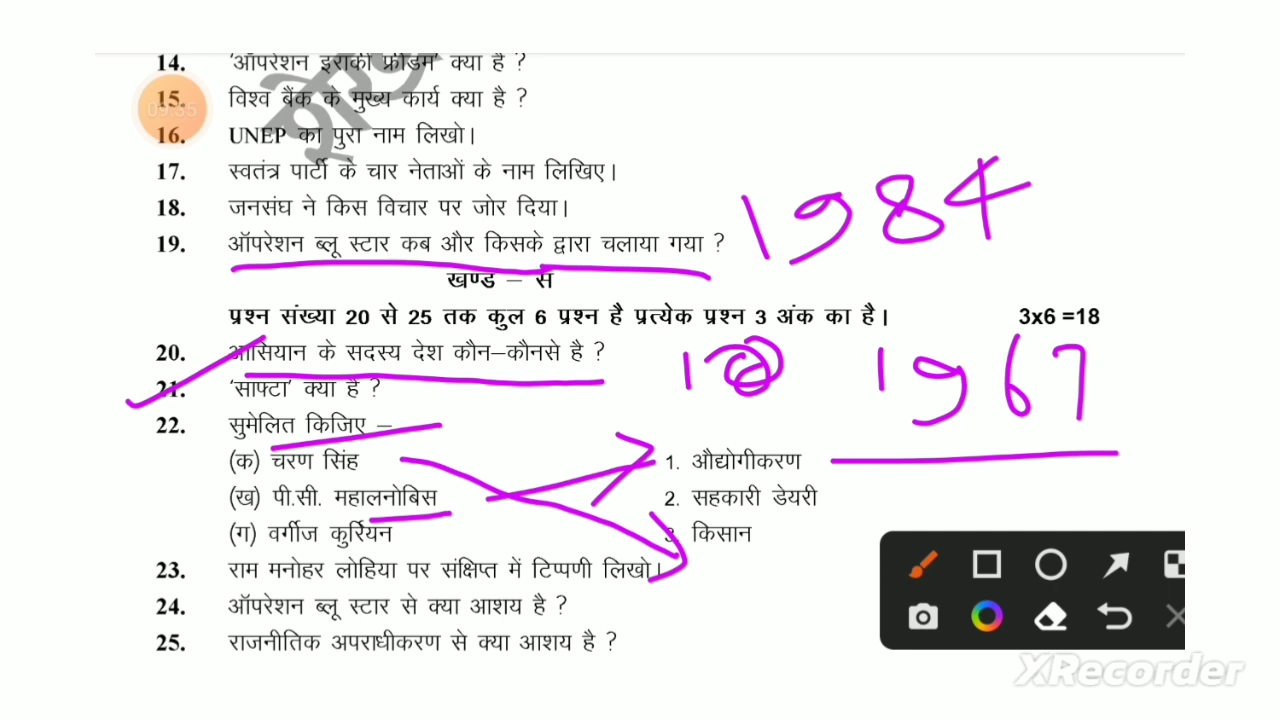 14. 'ऑपरेशन इराकी फ्रीडम' क्या है ?
15. विश्व बैंक के मुख्य कार्य क्या है ?
16. UNEP का पुरा नाम लिखो।
17. स्वतंत्र पार्टी के चार नेताओं के नाम लिखिए।
18. जनसंघ ने किस विचार पर जोर दिया।
19. ऑपरेशन ब्लू स्टार कब और किसके द्वारा चलाया गया ? 1984
खण्ड – स
प्रश्न संख्या 20 से 25 तक कुल 6 प्रश्न है प्रत्येक प्रश्न 3 अंक का है। 3x6 =18
20. आसियान के सदस्य देश कौन–कौनसे है ? 1967
21. 'साफ्टा' क्या है ?
22. सुमेलित किजिए –
(क) चरण सिंह 1. औद्योगीकरण
(ख) पी.सी. महालनोबिस 2. सहकारी डेयरी
(ग) वर्गीज कुर्रियन 3. किसान
23. राम मनोहर लोहिया पर संक्षिप्त में टिप्पणी लिखो।
24. ऑपरेशन ब्लू स्टार से क्या आशय है ?
25. राजनीतिक अपराधीकरण से क्या आशय है ?
XRecorder